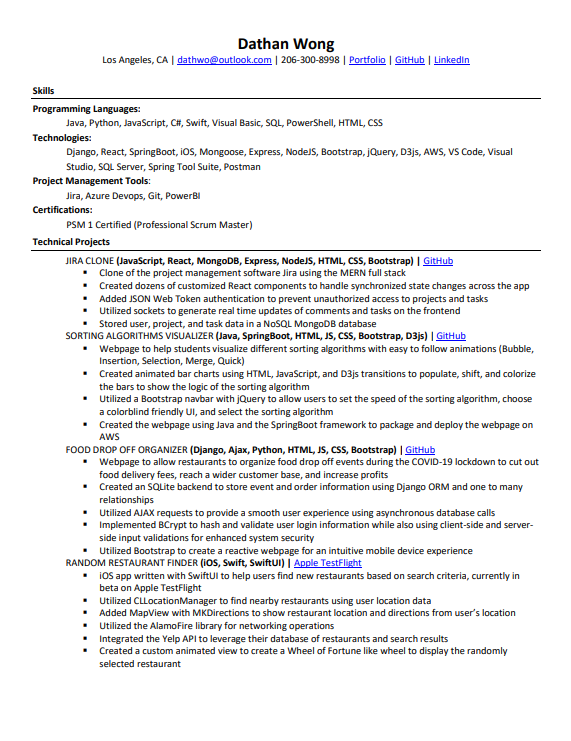 Dathan Wong
Los Angeles, CA | dathwo@outlook.com | 206-300-8998 | Portfolio | GitHub | LinkedIn
Skills
Programming Languages:
Java, Python, JavaScript, C#, Swift, Visual Basic, SQL, PowerShell, HTML, CSS
Technologies:
Django, React, SpringBoot, iOS, Mongoose, Express, NodeJS, Bootstrap, jQuery, D3js, AWS, VS Code, Visual
Studio, SQL Server, Spring Tool Suite, Postman
Project Management Tools:
Jira, Azure Devops, Git, PowerBI
Certifications:
PSM 1 Certified (Professional Scrum Master)
Technical Projects
JIRA CLONE (JavaScript, React, MongoDB, Express, NodeJS, HTML, CSS, Bootstrap) | GitHub
▪ Clone of the project management software Jira using the MERN full stack
▪ Created dozens of customized React components to handle synchronized state changes across the app
▪ Added JSON Web Token authentication to prevent unauthorized access to projects and tasks
▪ Utilized sockets to generate real time updates of comments and tasks on the frontend
▪ Stored user, project, and task data in a NoSQL MongoDB database
SORTING ALGORITHMS VISUALIZER (Java, SpringBoot, HTML, JS, CSS, Bootstrap, D3js) | GitHub
▪ Webpage to help students visualize different sorting algorithms with easy to follow animations (Bubble,
Insertion, Selection, Merge, Quick)
▪ Created animated bar charts using HTML, JavaScript, and D3js transitions to populate, shift, and colorize
the bars to show the logic of the sorting algorithm
▪ Utilized a Bootstrap navbar with jQuery to allow users to set the speed of the sorting algorithm, choose
a colorblind friendly UI, and select the sorting algorithm
▪ Created the webpage using Java and the SpringBoot framework to package and deploy the webpage on
AWS
FOOD DROP OFF ORGANIZER (Django, Ajax, Python, HTML, JS, CSS, Bootstrap) | GitHub
▪ Webpage to allow restaurants to organize food drop off events during the COVID-19 lockdown to cut out
food delivery fees, reach a wider customer base, and increase profits
▪ Created an SQLite backend to store event and order information using Django ORM and one to many
relationships
▪ Utilized AJAX requests to provide a smooth user experience using asynchronous database calls
▪ Implemented BCrypt to hash and validate user login information while also using client-side and server-
side input validations for enhanced system security
▪ Utilized Bootstrap to create a reactive webpage for an intuitive mobile device experience
RANDOM RESTAURANT FINDER (iOS, Swift, SwiftUI) | Apple TestFlight
▪ iOS app written with SwiftUI to help users find new restaurants based on search criteria, currently in
beta on Apple TestFlight
▪ Utilized CLLocationManager to find nearby restaurants using user location data
▪ Added MapView with MKDirections to show restaurant location and directions from user's location
▪ Utilized the AlamoFire library for networking operations
▪ Integrated the Yelp API to leverage their database of restaurants and search results
▪ Created a custom animated view to create a Wheel of Fortune like wheel to display the randomly
selected restaurant